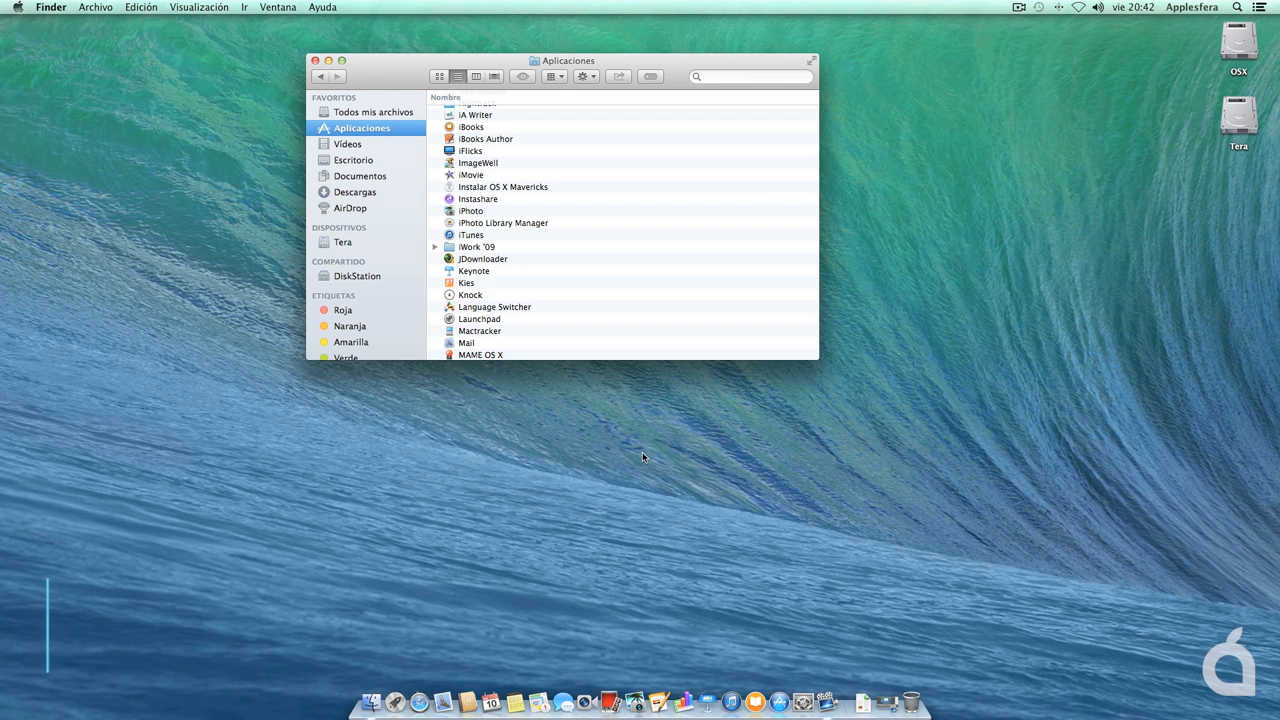 Finder Archivo Edición Visualización Ir Ventana Ayuda vie 20:42 Applesfera
Aplicaciones
OSX
Tera
FAVORITOS
Todos mis archivos
Aplicaciones
Vídeos
Escritorio
Documentos
Descargas
AirDrop
DISPOSITIVOS
Tera
COMPARTIDO
DiskStation
ETIQUETAS
Roja
Naranja
Amarilla
Verde
Nombre
iA Writer
iBooks
iBooks Author
iFlicks
ImageWell
iMovie
Instalar OS X Mavericks
Instashare
iPhoto
iPhoto Library Manager
iTunes
iWork '09
JDownloader
Keynote
Kies
Knock
Language Switcher
Launchpad
Mactracker
Mail
MAME OS X
10